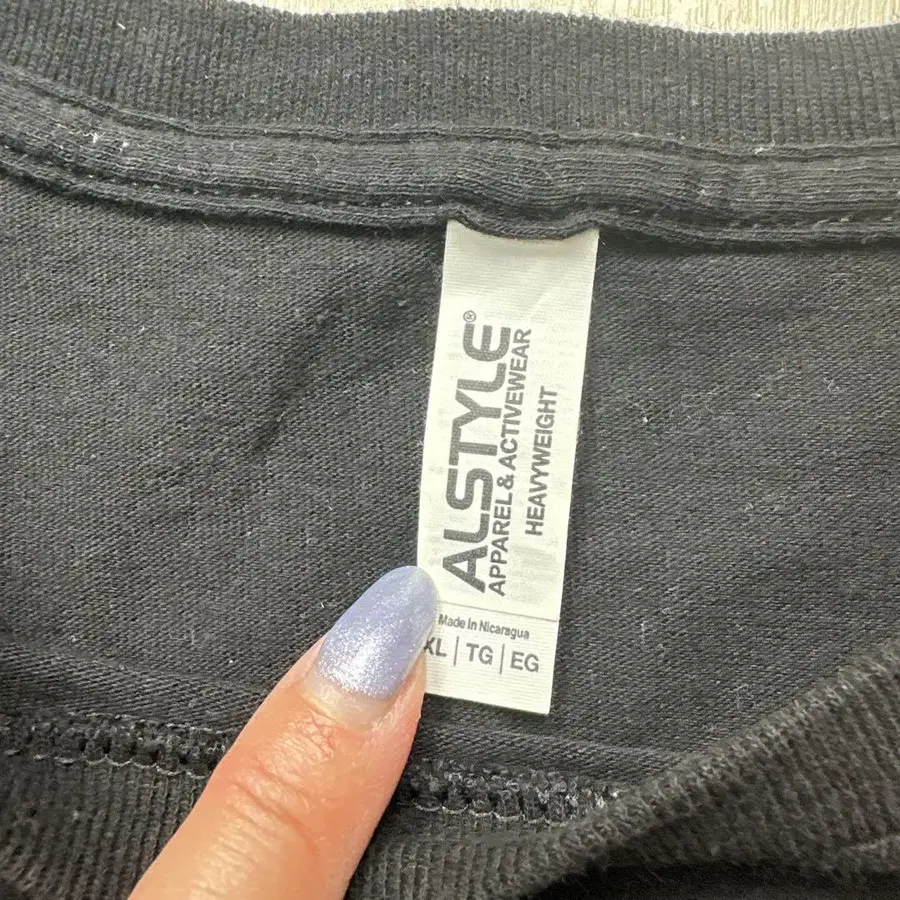 ALSTYLE®
APPAREL & ACTIVEWEAR
HEAVYWEIGHT
Made in Nicaragua
XL | TG | EG